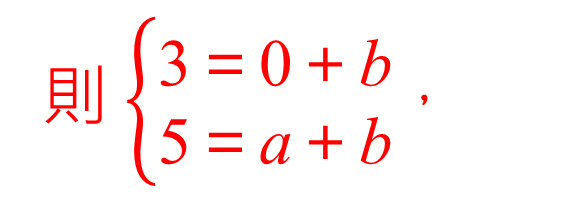 則 { 3 = 0 + b
5 = a + b ,